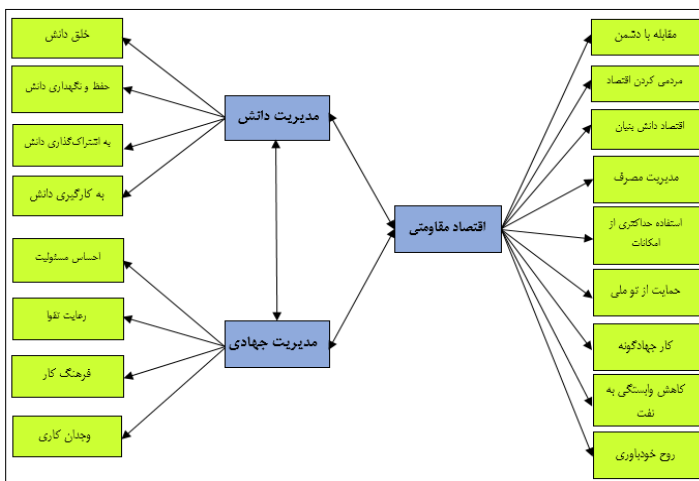 مقابله با دشمن
مردمی کردن اقتصاد
اقتصاد دانش بنیان
مدیریت مصرف
استفاده حداکثری از
امکانات
حمایت از تو ملی
کار جهادگونه
کاهش وابستگی به
نفت
روح خودباوری
اقتصاد مقاومتی
مدیریت دانش
مدیریت جهادی
خلق دانش
حفظ و نگهداری دانش
به اشتراک‌گذاری دانش
به کارگیری دانش
احساس مسئولیت
رعایت تقوا
فرهنگ کار
وجدان کاری